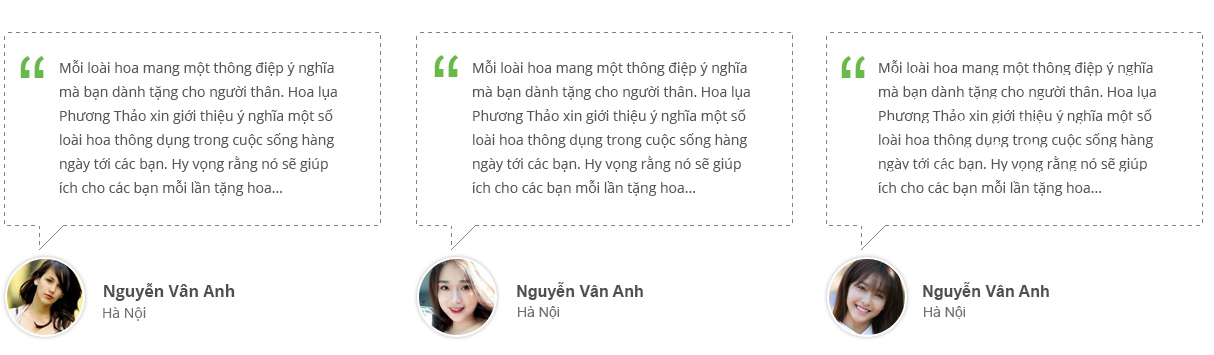 “ Mỗi loài hoa mang một thông điệp ý nghĩa
mà bạn dành tặng cho người thân. Hoa lụa
Phương Thảo xin giới thiệu ý nghĩa một số
loài hoa thông dụng trong cuộc sống hàng
ngày tới các bạn. Hy vọng rằng nó sẽ giúp
ích cho các bạn mỗi lần tặng hoa...
Nguyễn Vân Anh
Hà Nội
“ Mỗi loài hoa mang một thông điệp ý nghĩa
mà bạn dành tặng cho người thân. Hoa lụa
Phương Thảo xin giới thiệu ý nghĩa một số
loài hoa thông dụng trong cuộc sống hàng
ngày tới các bạn. Hy vọng rằng nó sẽ giúp
ích cho các bạn mỗi lần tặng hoa...
Nguyễn Vân Anh
Hà Nội
“ Mỗi loài hoa mang một thông điệp ý nghĩa
mà bạn dành tặng cho người thân. Hoa lụa
Phương Thảo xin giới thiệu ý nghĩa một số
loài hoa thông dụng trong cuộc sống hàng
ngày tới các bạn. Hy vọng rằng nó sẽ giúp
ích cho các bạn mỗi lần tặng hoa...
Nguyễn Vân Anh
Hà Nội